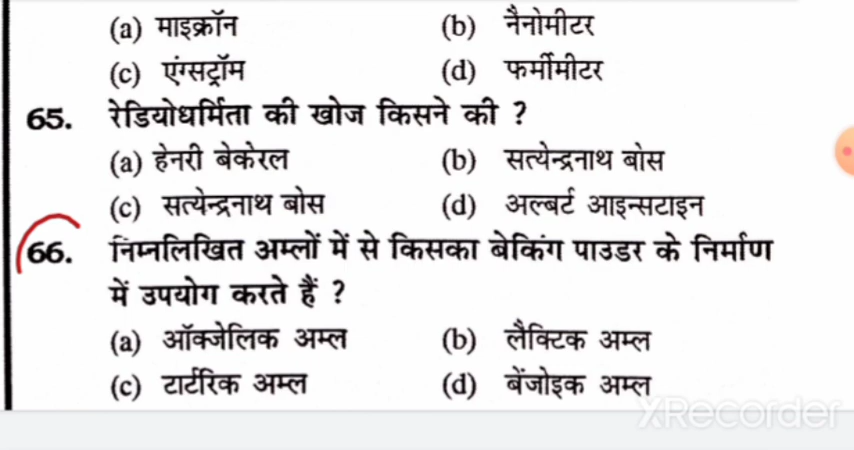 (a) माइक्रॉन (b) नैनोमीटर
(c) एंगसट्रॉम (d) फर्मीमीटर
65. रेडियोधर्मिता की खोज किसने की ?
(a) हेनरी बेकेरल (b) सत्येन्द्रनाथ बोस
(c) सत्येन्द्रनाथ बोस (d) अल्बर्ट आइन्सटाइन
66. निम्नलिखित अम्लों में से किसका बेकिंग पाउडर के निर्माण
में उपयोग करते हैं ?
(a) ऑक्जेलिक अम्ल (b) लैक्टिक अम्ल
(c) टार्टरिक अम्ल (d) बेंजोइक अम्ल
XRecorder